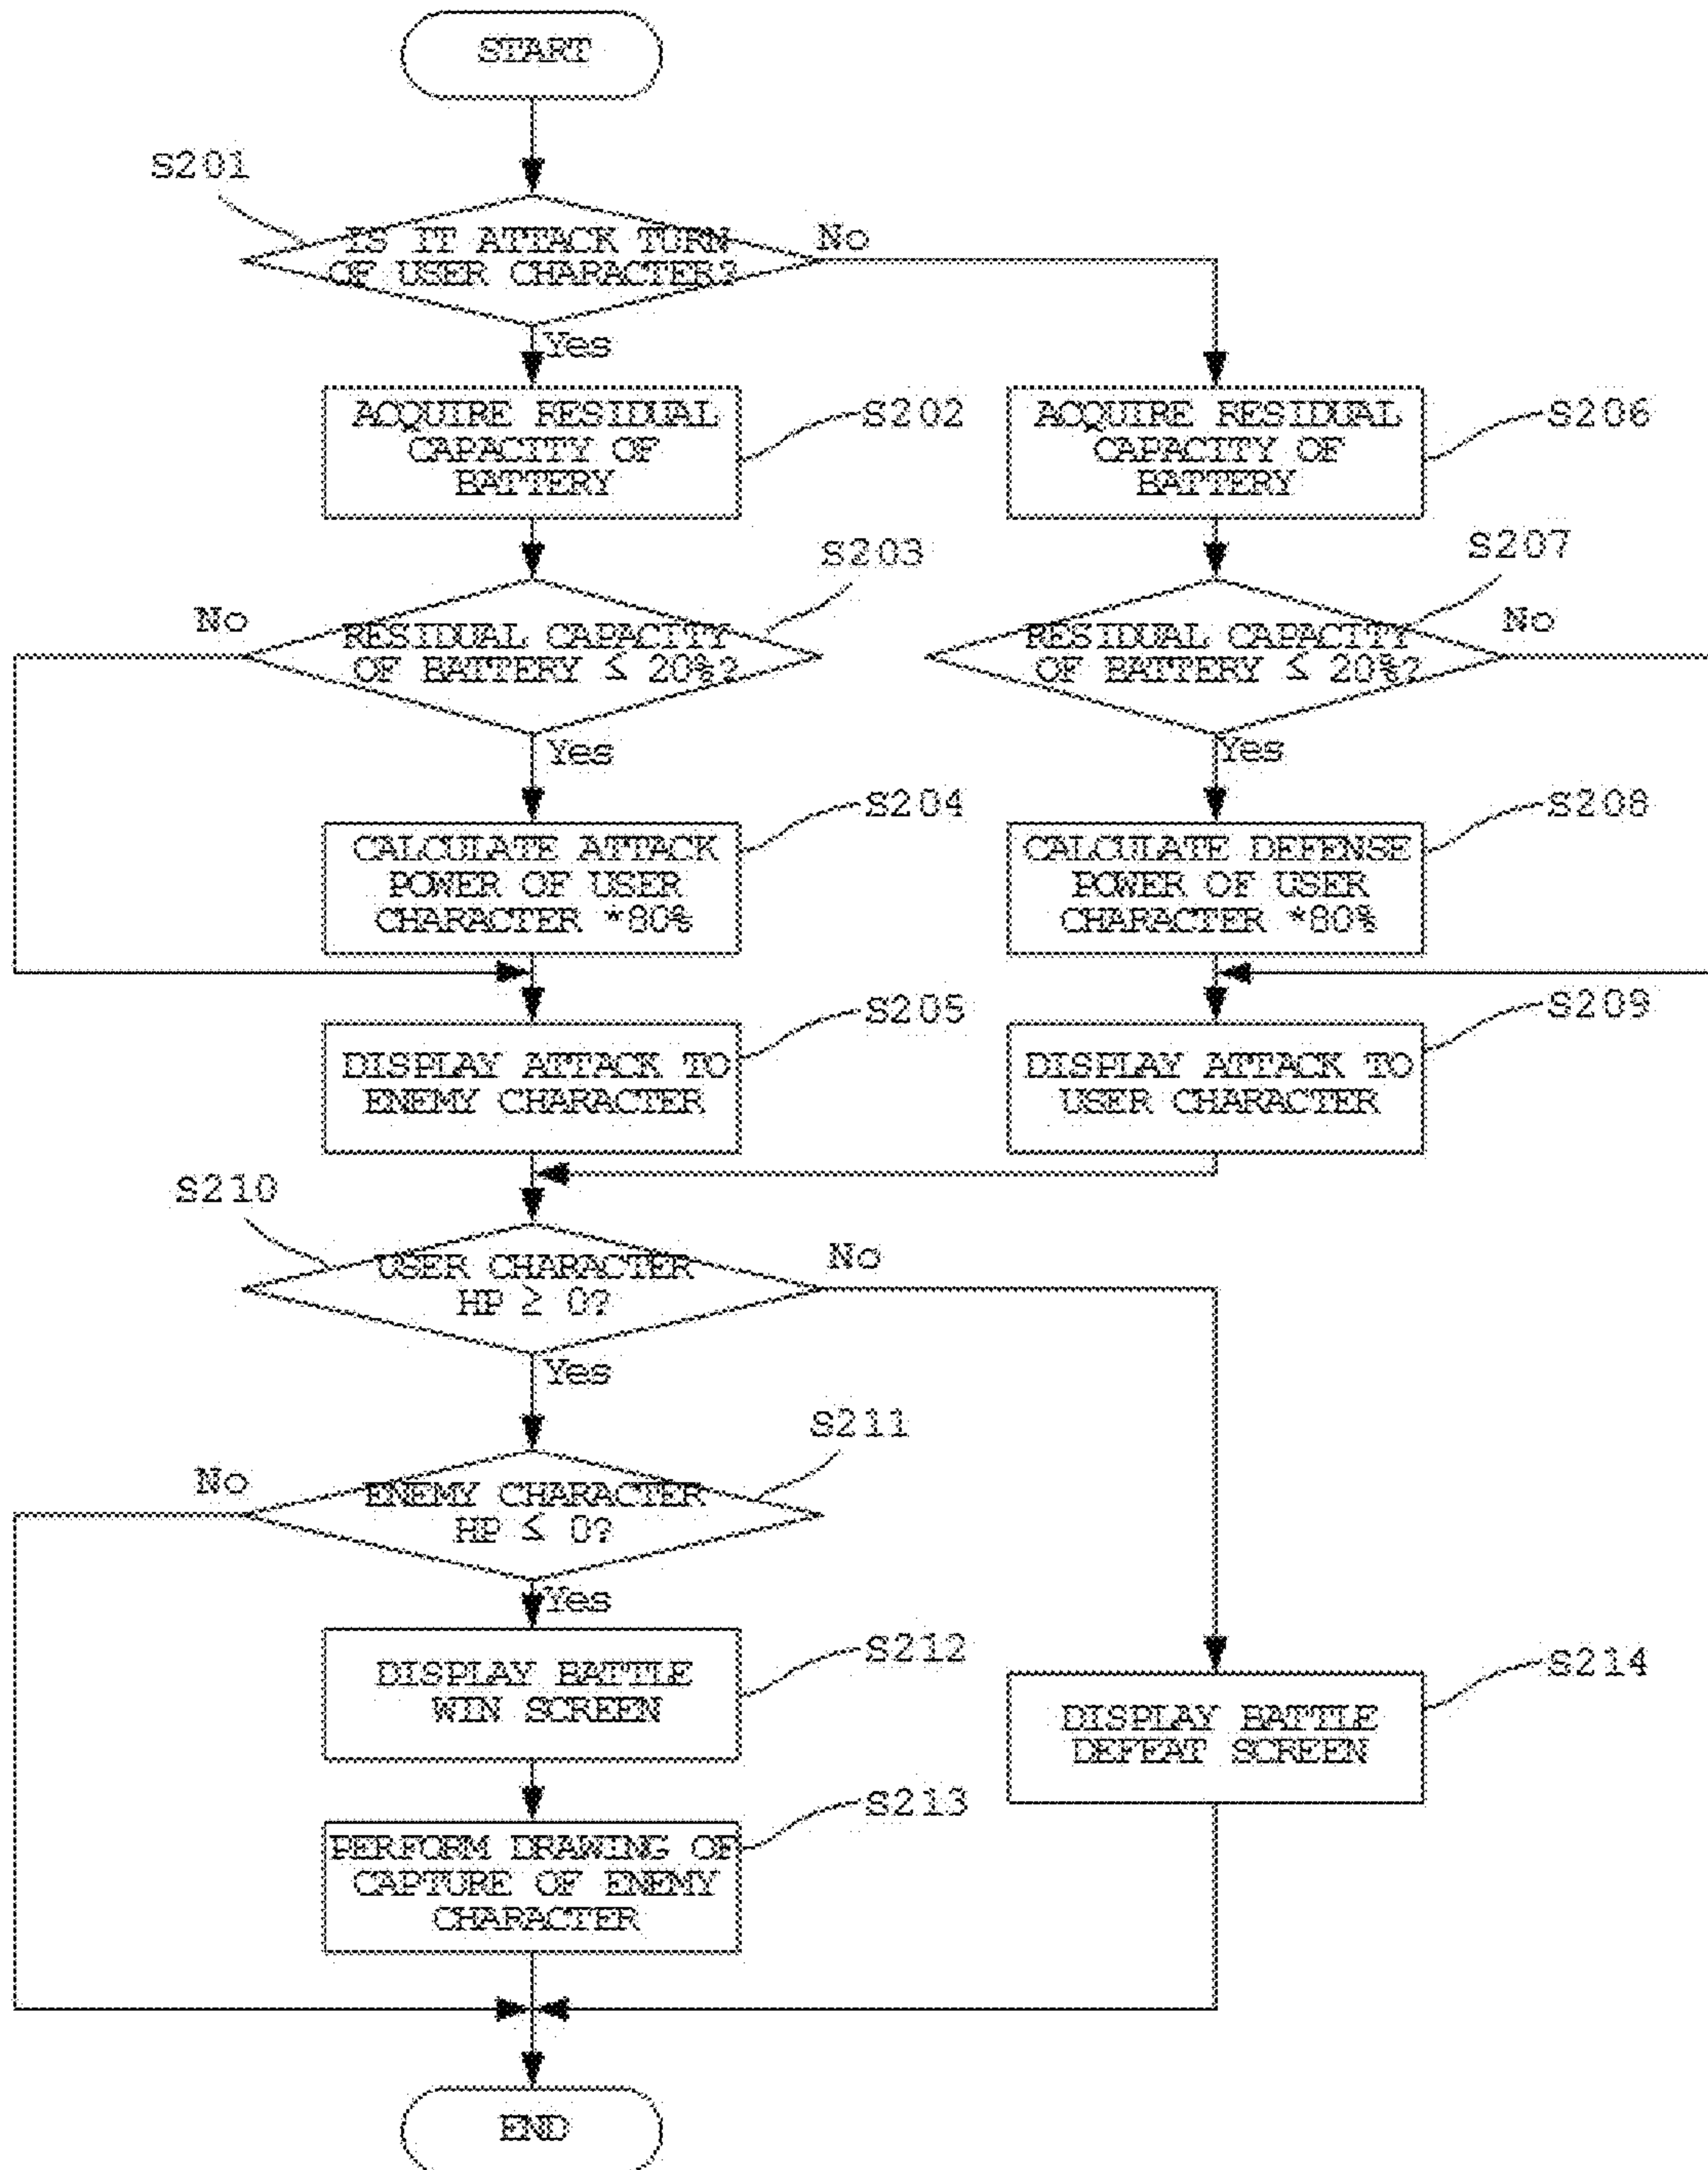 START
S201
IS IT ATTACK TURN
OF USER CHARACTER?
No
Yes
ACQUIRE RESIDUAL
CAPACITY OF
BATTERY
S202
ACQUIRE RESIDUAL
CAPACITY OF
BATTERY
S206
S203
No
RESIDUAL CAPACITY
OF BATTERY ≤ 20%?
Yes
S207
No
RESIDUAL CAPACITY
OF BATTERY ≤ 20%?
Yes
CALCULATE ATTACK
POWER OF USER
CHARACTER *80%
S204
CALCULATE DEFENSE
POWER OF USER
CHARACTER *80%
S208
DISPLAY ATTACK TO
ENEMY CHARACTER
S205
DISPLAY ATTACK TO
USER CHARACTER
S209
S210
USER CHARACTER
HP ≥ 0?
No
Yes
S211
No
ENEMY CHARACTER
HP ≤ 0?
Yes
DISPLAY BATTLE
WIN SCREEN
S212
DISPLAY BATTLE
DEFEAT SCREEN
S214
PERFORM DRAWING OF
CAPTURE OF ENEMY
CHARACTER
S213
END